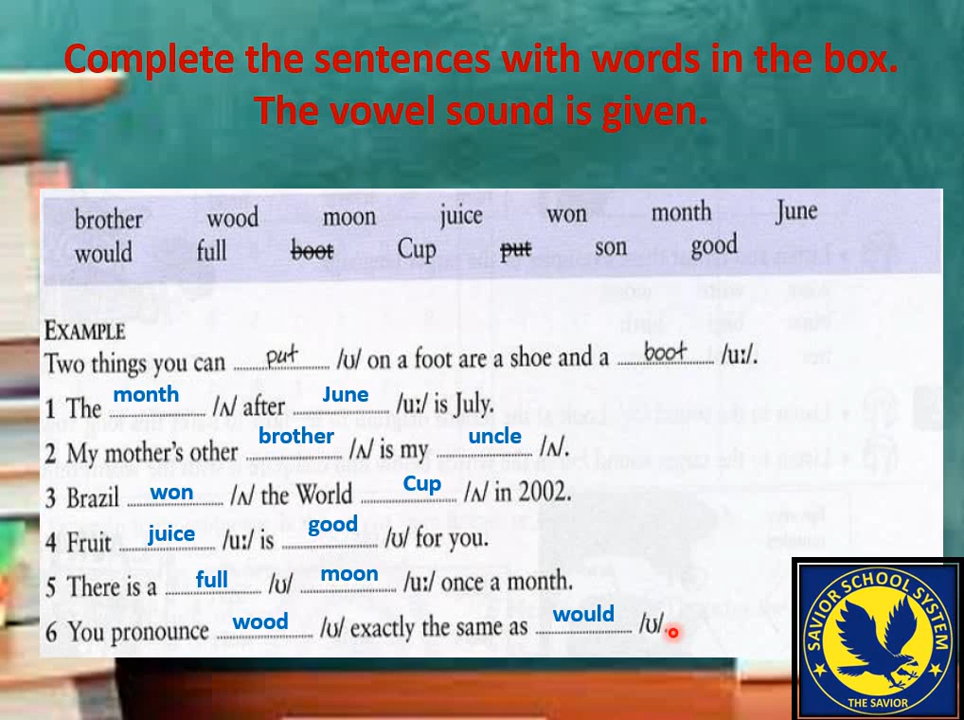 Complete the sentences with words in the box.
The vowel sound is given.
brother wood moon juice won month June
would full boot Cup put son good
EXAMPLE
Two things you can put /ʊ/ on a foot are a shoe and a boot /uː/.
1 The month /ʌ/ after June /uː/ is July.
2 My mother's other brother /ʌ/ is my uncle /ʌ/.
3 Brazil won /ʌ/ the World Cup /ʌ/ in 2002.
4 Fruit juice /uː/ is good /ʊ/ for you.
5 There is a full /ʊ/ moon /uː/ once a month.
6 You pronounce wood /ʊ/ exactly the same as would /ʊ/.
SAVIOR SCHOOL SYSTEM
THE SAVIOR